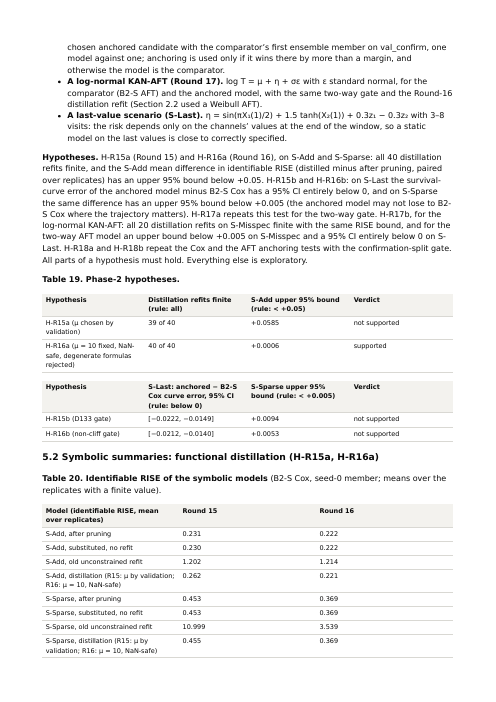 chosen anchored candidate with the comparator's first ensemble member on val_confirm, one
model against one; anchoring is used only if it wins there by more than a margin, and
otherwise the model is the comparator.
• A log-normal KAN-AFT (Round 17). log T = μ + η + σε with ε standard normal, for the
comparator (B2-S AFT) and the anchored model, with the same two-way gate and the Round-16
distillation refit (Section 2.2 used a Weibull AFT).
• A last-value scenario (S-Last). η = sin(πX₁(1)/2) + 1.5 tanh(X₂(1)) + 0.3z₁ − 0.3z₂ with 3–8
visits: the risk depends only on the channels' values at the end of the window, so a static
model on the last values is close to correctly specified.
Hypotheses. H-R15a (Round 15) and H-R16a (Round 16), on S-Add and S-Sparse: all 40 distillation
refits finite, and the S-Add mean difference in identifiable RISE (distilled minus after pruning, paired
over replicates) has an upper 95% bound below +0.05. H-R15b and H-R16b: on S-Last the survival-
curve error of the anchored model minus B2-S Cox has a 95% CI entirely below 0, and on S-Sparse
the same difference has an upper 95% bound below +0.005 (the anchored model may not lose to B2-
S Cox where the trajectory matters). H-R17a repeats this test for the two-way gate. H-R17b, for the
log-normal KAN-AFT: all 20 distillation refits on S-Misspec finite with the same RISE bound, and for the
two-way AFT model an upper bound below +0.005 on S-Misspec and a 95% CI entirely below 0 on S-
Last. H-R18a and H-R18b repeat the Cox and the AFT anchoring tests with the confirmation-split gate.
All parts of a hypothesis must hold. Everything else is exploratory.
Table 19. Phase-2 hypotheses.
Hypothesis Distillation refits finite (rule: all) S-Add upper 95% bound (rule: < +0.05) Verdict
H-R15a (μ chosen by validation) 39 of 40 +0.0585 not supported
H-R16a (μ = 10 fixed, NaN-safe, degenerate formulas rejected) 40 of 40 +0.0006 supported
Hypothesis S-Last: anchored − B2-S Cox curve error, 95% CI (rule: below 0) S-Sparse upper 95% bound (rule: < +0.005) Verdict
H-R15b (D133 gate) [−0.0222, −0.0149] +0.0094 not supported
H-R16b (non-cliff gate) [−0.0212, −0.0140] +0.0053 not supported
5.2 Symbolic summaries: functional distillation (H-R15a, H-R16a)
Table 20. Identifiable RISE of the symbolic models (B2-S Cox, seed-0 member; means over the
replicates with a finite value).
Model (identifiable RISE, mean over replicates) Round 15 Round 16
S-Add, after pruning 0.231 0.222
S-Add, substituted, no refit 0.230 0.222
S-Add, old unconstrained refit 1.202 1.214
S-Add, distillation (R15: μ by validation; R16: μ = 10, NaN-safe) 0.262 0.221
S-Sparse, after pruning 0.453 0.369
S-Sparse, substituted, no refit 0.453 0.369
S-Sparse, old unconstrained refit 10.999 3.539
S-Sparse, distillation (R15: μ by validation; R16: μ = 10, NaN-safe) 0.455 0.369